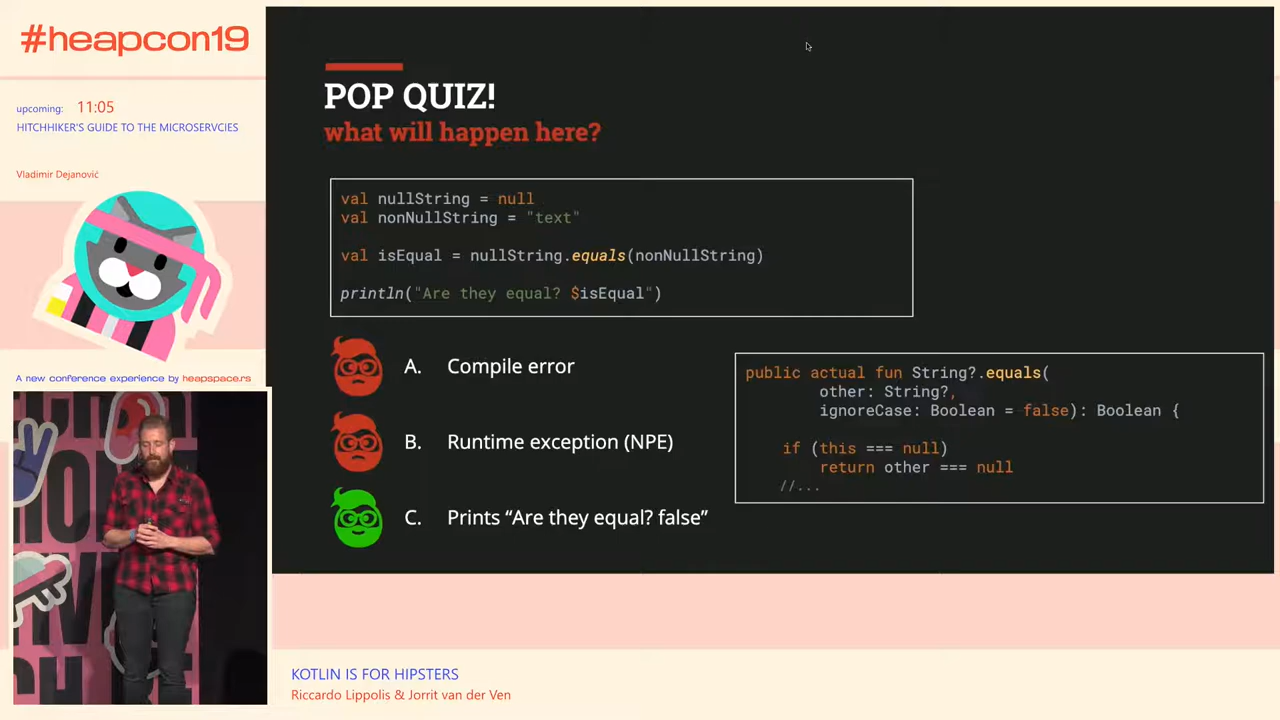 #heapcon19
upcoming: 11:05
HITCHHIKER'S GUIDE TO THE MICROSERVCIES
Vladimir Dejanović
A new conference experience by heapspace.rs
POP QUIZ!
what will happen here?
val nullString = null
val nonNullString = "text"
val isEqual = nullString.equals(nonNullString)
println("Are they equal? $isEqual")
A. Compile error
B. Runtime exception (NPE)
C. Prints “Are they equal? false”
public actual fun String?.equals(
other: String?,
ignoreCase: Boolean = false): Boolean {
if (this === null)
return other === null
//...
KOTLIN IS FOR HIPSTERS
Riccardo Lippolis & Jorrit van der Ven